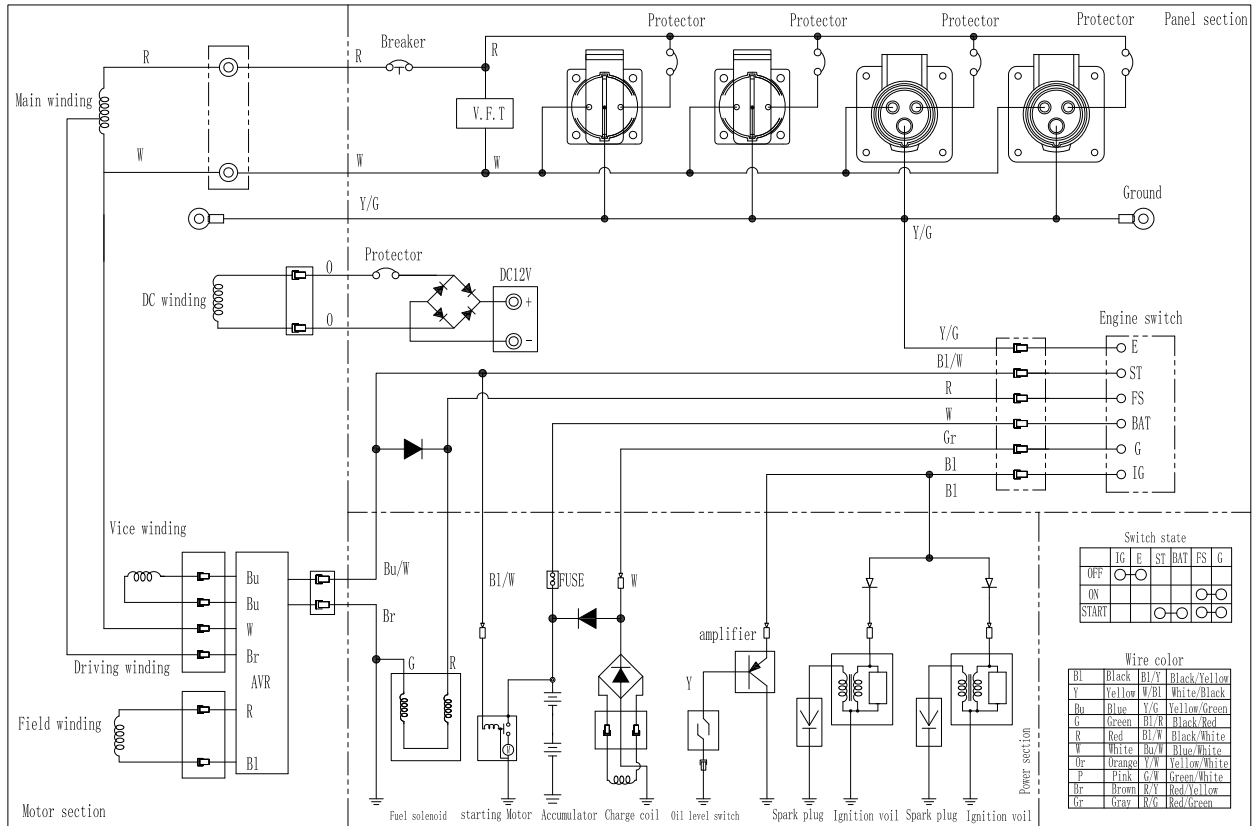 Protector Protector Protector Protector Panel section
R R Breaker R
Main winding
V.F.T
W W W
Y/G Ground
Y/G
Protector
O
DC12V
DC winding
+
O
-
Engine switch
Y/G E
Bl/W ST
R FS
W BAT
Gr G
Bl IG
Bl
Vice winding
Bu Bu/W
Bu
W Br
Driving winding Br
AVR
Field winding R
Bl
Motor section
Bl/W FUSE W
G R
amplifier
Y
Power section
Fuel solenoid starting Motor Accumulator Charge coil Oil level switch Spark plug Ignition voil Spark plug Ignition voil
Switch state
IG E ST BAT FS G
OFF
ON
START
Wire color
Bl Black Bl/Y Black/Yellow
Y Yellow W/Bl White/Black
Bu Blue Y/G Yellow/Green
G Green Bl/R Black/Red
R Red Bl/W Black/White
W White Bu/W Blue/White
Or Orange Y/W Yellow/White
P Pink G/W Green/White
Br Brown R/Y Red/Yellow
Gr Gray R/G Red/Green